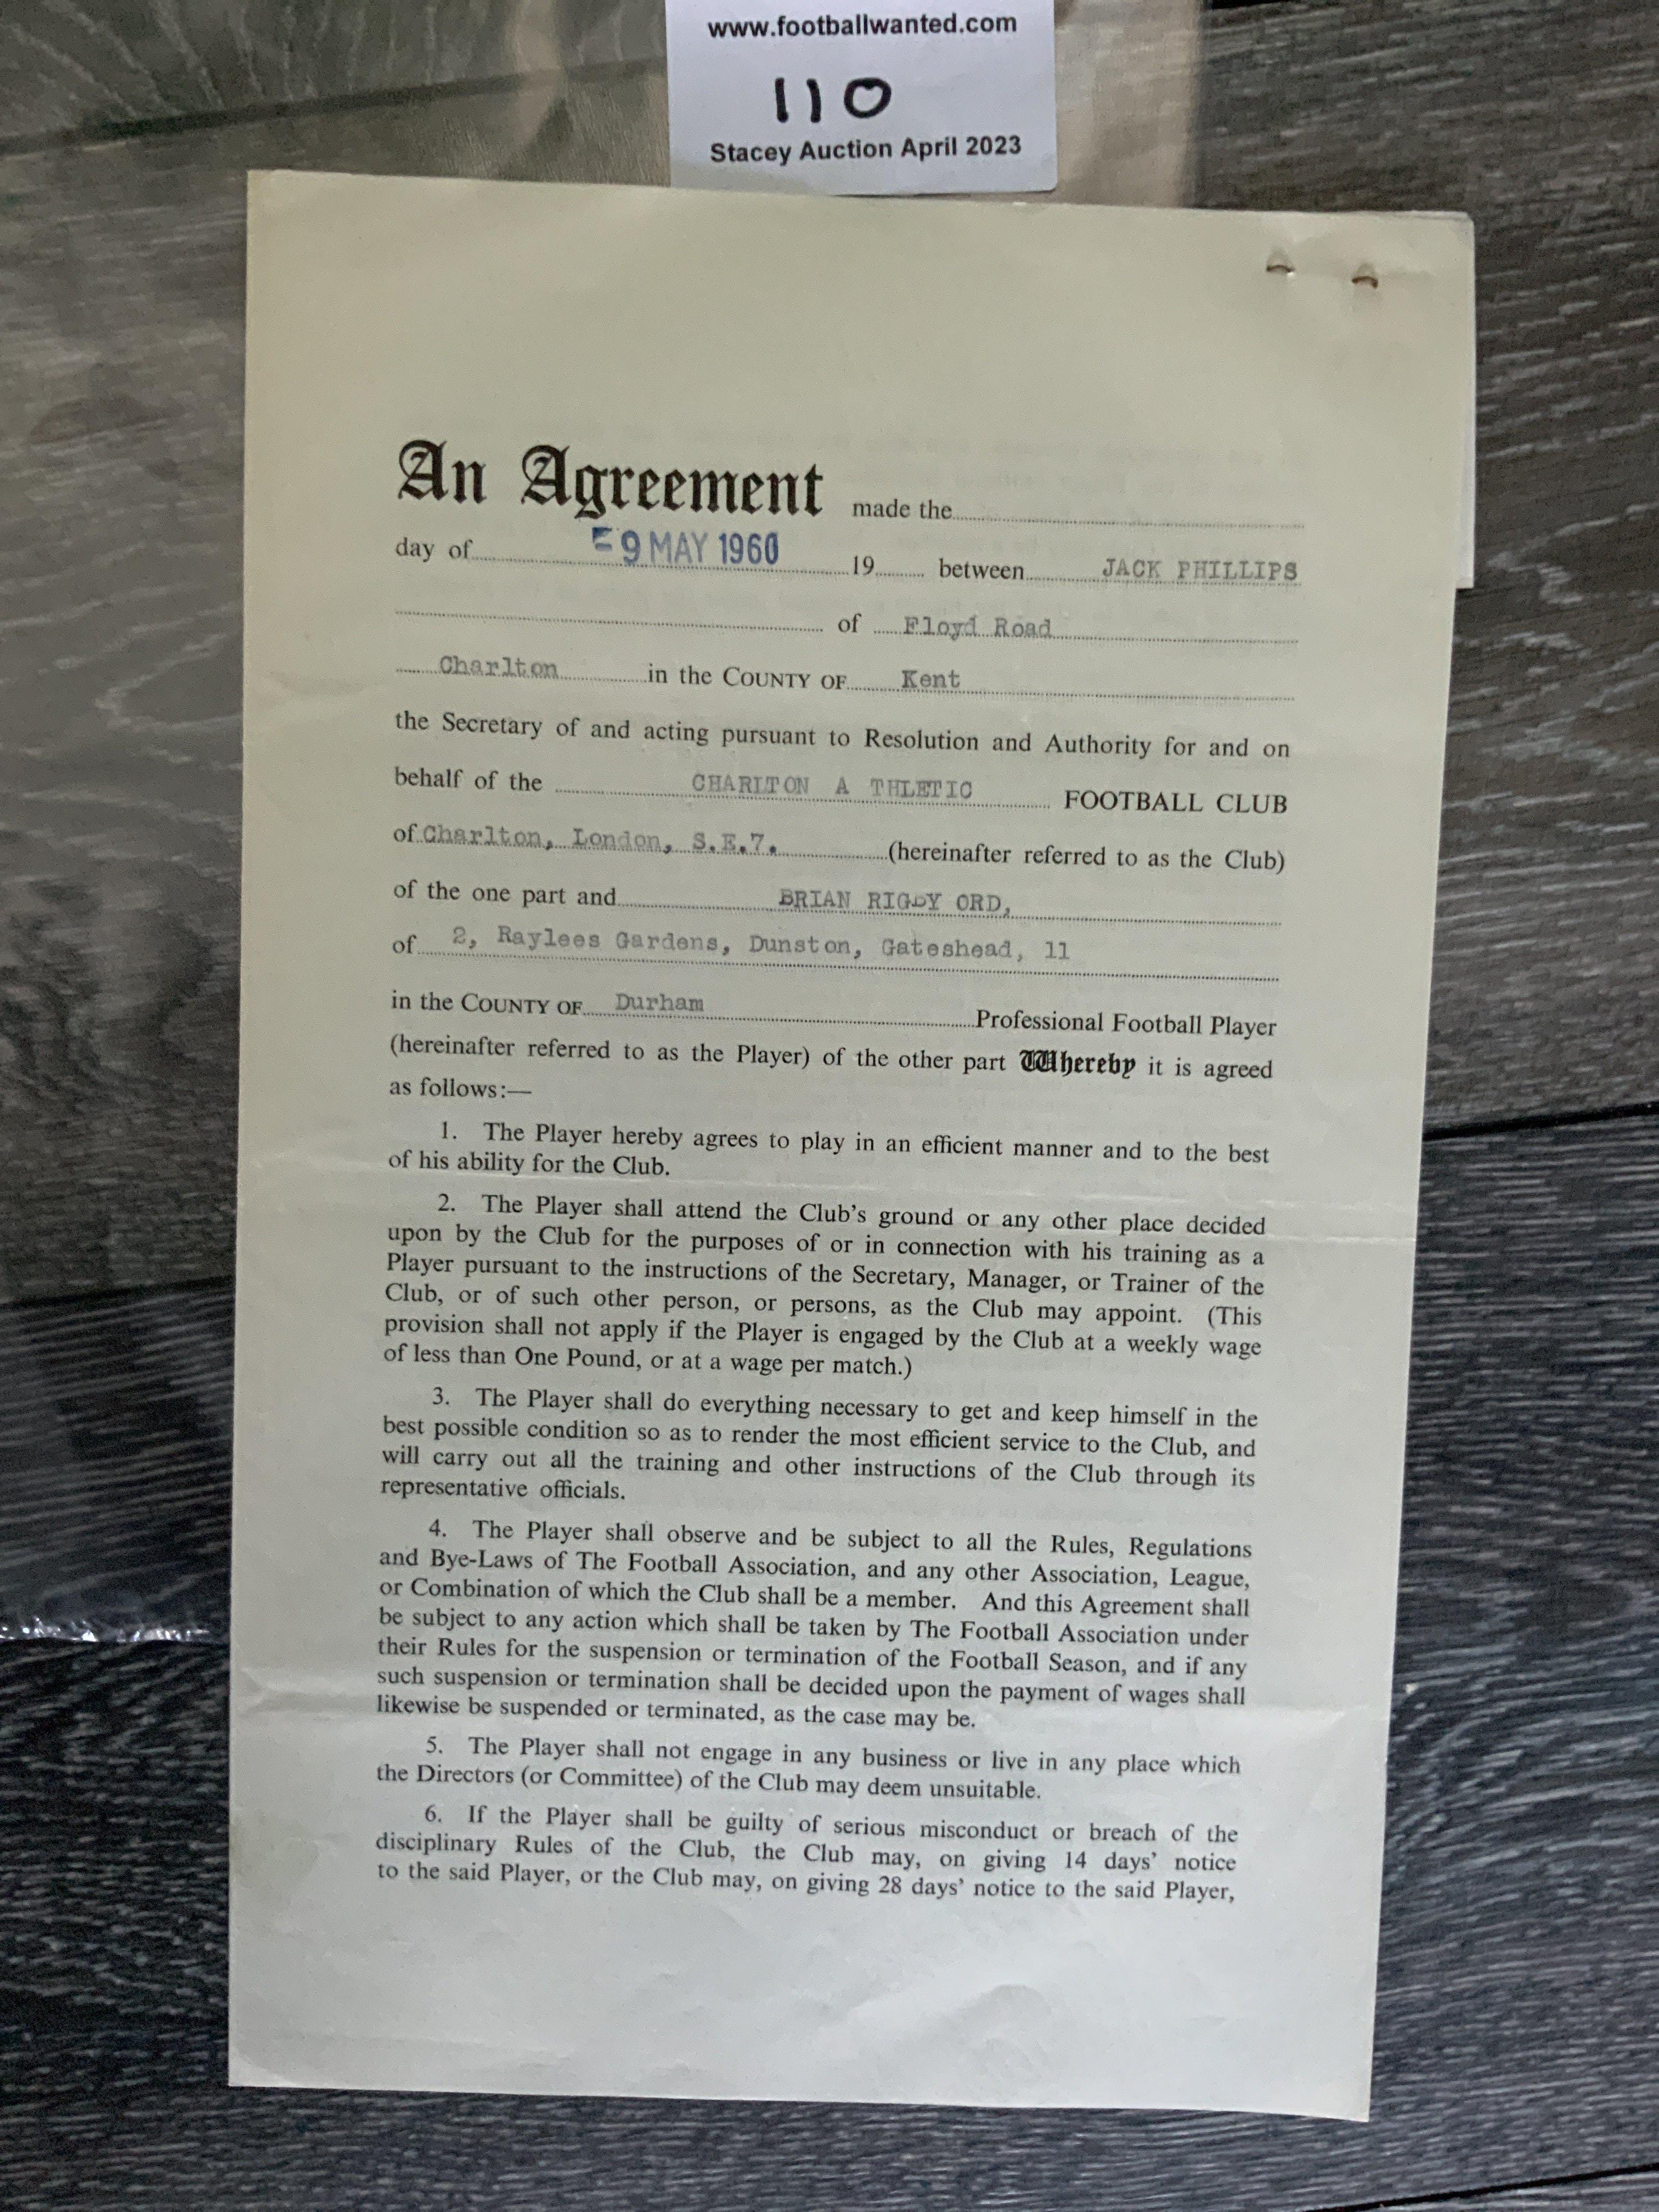 www.footballwanted.com
110
Stacey Auction April 2023
An Agreement made the
day of 9 MAY 1960 19 between JACK PHILLIPS
of Floyd Road
Charlton in the COUNTY OF Kent
the Secretary of and acting pursuant to Resolution and Authority for and on
behalf of the CHARLTON A THLETIC FOOTBALL CLUB
of Charlton, London, S.E.7. (hereinafter referred to as the Club)
of the one part and BRIAN RIGBY ORD,
of 2, Raylees Gardens, Dunston, Gateshead, 11
in the COUNTY OF Durham Professional Football Player
(hereinafter referred to as the Player) of the other part Whereby it is agreed
as follows:—
1. The Player hereby agrees to play in an efficient manner and to the best
of his ability for the Club.
2. The Player shall attend the Club's ground or any other place decided
upon by the Club for the purposes of or in connection with his training as a
Player pursuant to the instructions of the Secretary, Manager, or Trainer of the
Club, or of such other person, or persons, as the Club may appoint. (This
provision shall not apply if the Player is engaged by the Club at a weekly wage
of less than One Pound, or at a wage per match.)
3. The Player shall do everything necessary to get and keep himself in the
best possible condition so as to render the most efficient service to the Club, and
will carry out all the training and other instructions of the Club through its
representative officials.
4. The Player shall observe and be subject to all the Rules, Regulations
and Bye-Laws of The Football Association, and any other Association, League,
or Combination of which the Club shall be a member. And this Agreement shall
be subject to any action which shall be taken by The Football Association under
their Rules for the suspension or termination of the Football Season, and if any
such suspension or termination shall be decided upon the payment of wages shall
likewise be suspended or terminated, as the case may be.
5. The Player shall not engage in any business or live in any place which
the Directors (or Committee) of the Club may deem unsuitable.
6. If the Player shall be guilty of serious misconduct or breach of the
disciplinary Rules of the Club, the Club may, on giving 14 days' notice
to the said Player, or the Club may, on giving 28 days' notice to the said Player,